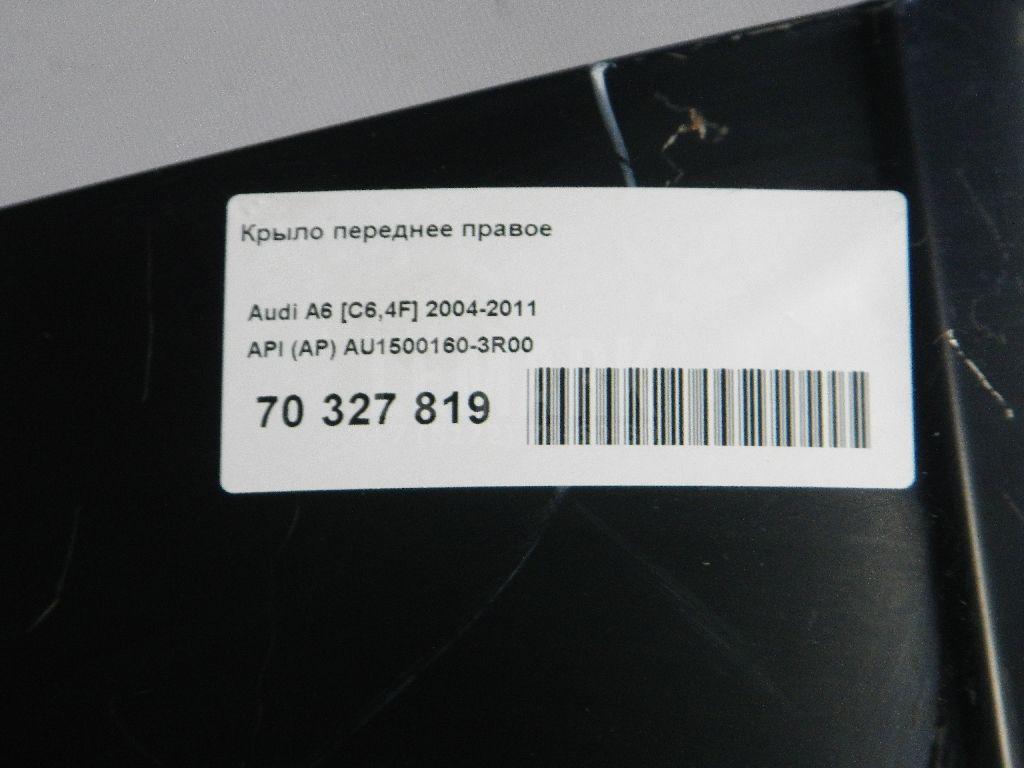 Крыло переднее правое
Audi A6 [C6,4F] 2004-2011
API (AP) AU1500160-3R00
70 327 819